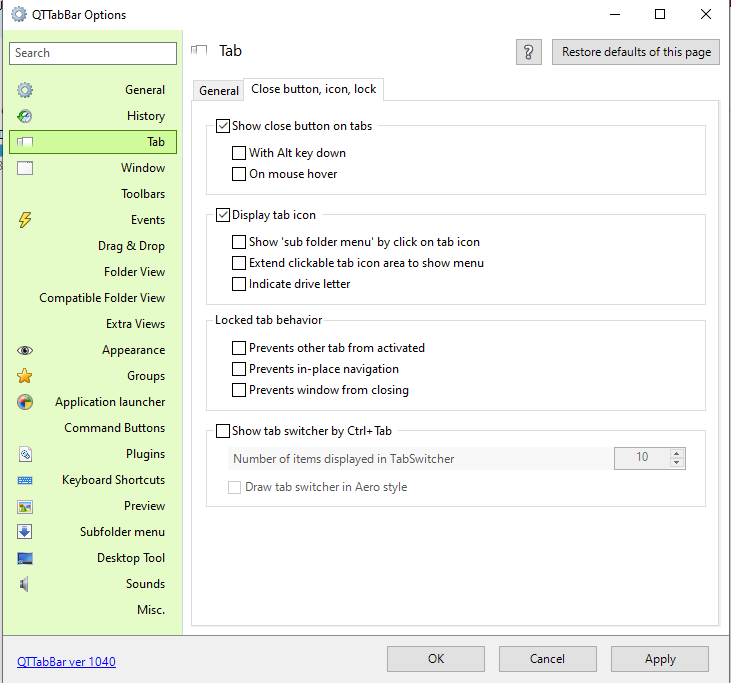 QTTabBar Options
Search
General
History
Tab
Window
Toolbars
Events
Drag & Drop
Folder View
Compatible Folder View
Extra Views
Appearance
Groups
Application launcher
Command Buttons
Plugins
Keyboard Shortcuts
Preview
Subfolder menu
Desktop Tool
Sounds
Misc.
QTTabBar ver 1040
Tab
?
Restore defaults of this page
General
Close button, icon, lock
Show close button on tabs
With Alt key down
On mouse hover
Display tab icon
Show 'sub folder menu' by click on tab icon
Extend clickable tab icon area to show menu
Indicate drive letter
Locked tab behavior
Prevents other tab from activated
Prevents in-place navigation
Prevents window from closing
Show tab switcher by Ctrl+Tab
Number of items displayed in TabSwitcher 10
Draw tab switcher in Aero style
OK Cancel Apply